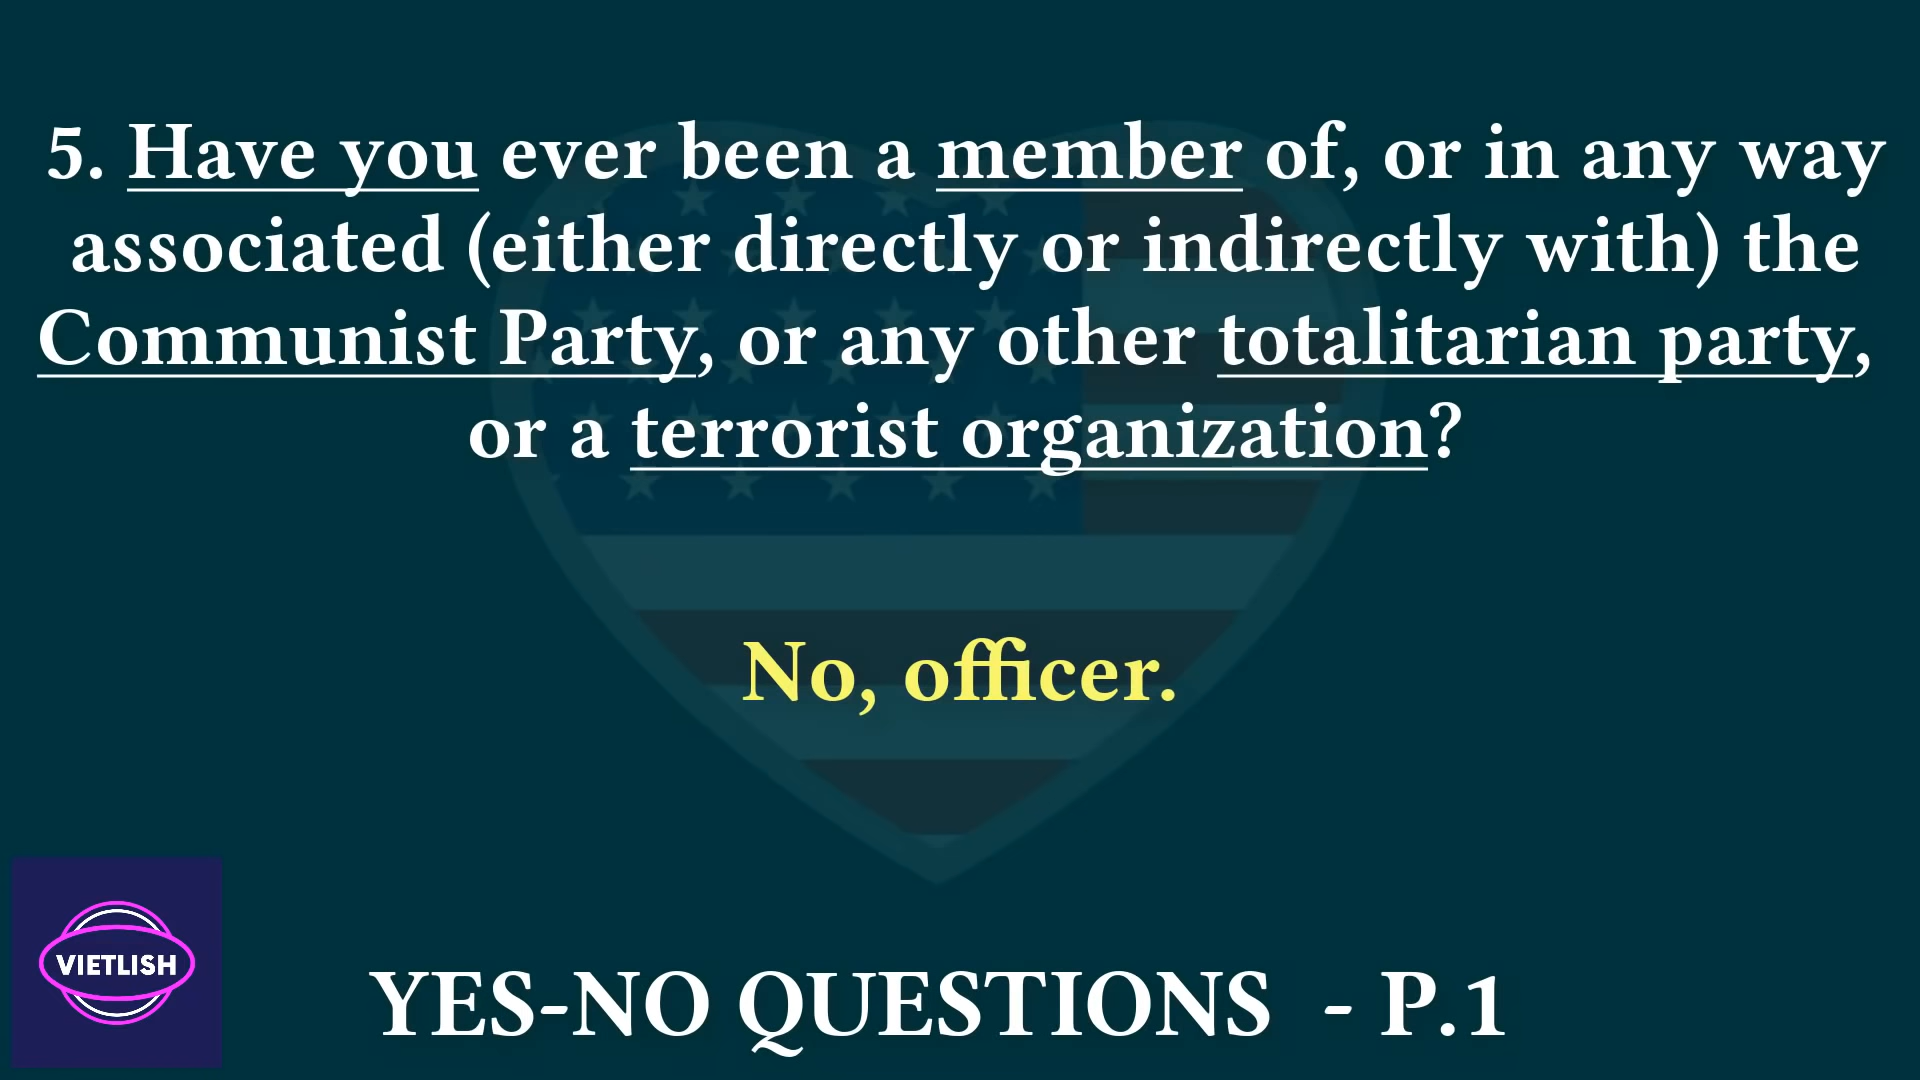 5. Have you ever been a member of, or in any way
associated (either directly or indirectly with) the
Communist Party, or any other totalitarian party,
or a terrorist organization?
No, officer.
VIETLISH
YES-NO QUESTIONS - P.1